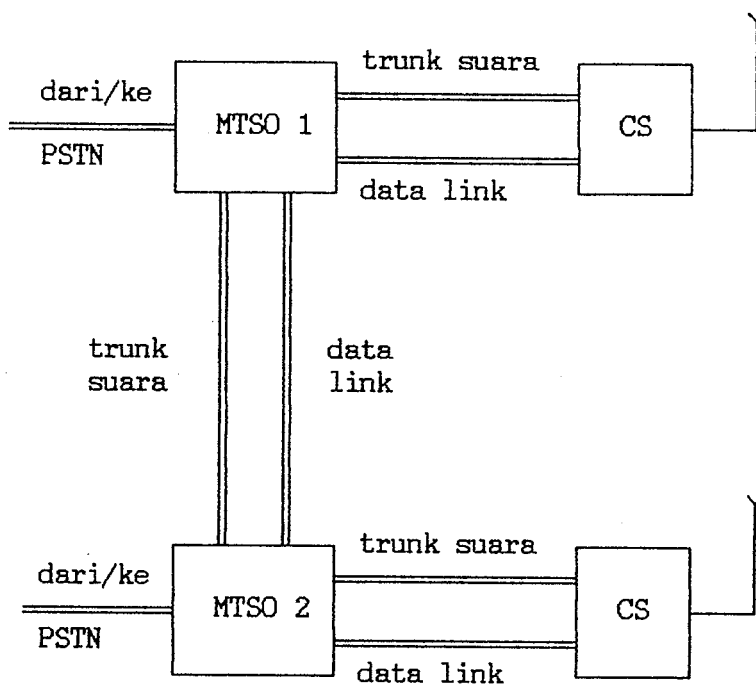 trunk suara
dari/ke
MTSO 1
CS
PSTN
data link
trunk
suara
data
link
trunk suara
dari/ke
MTSO 2
CS
PSTN
data link